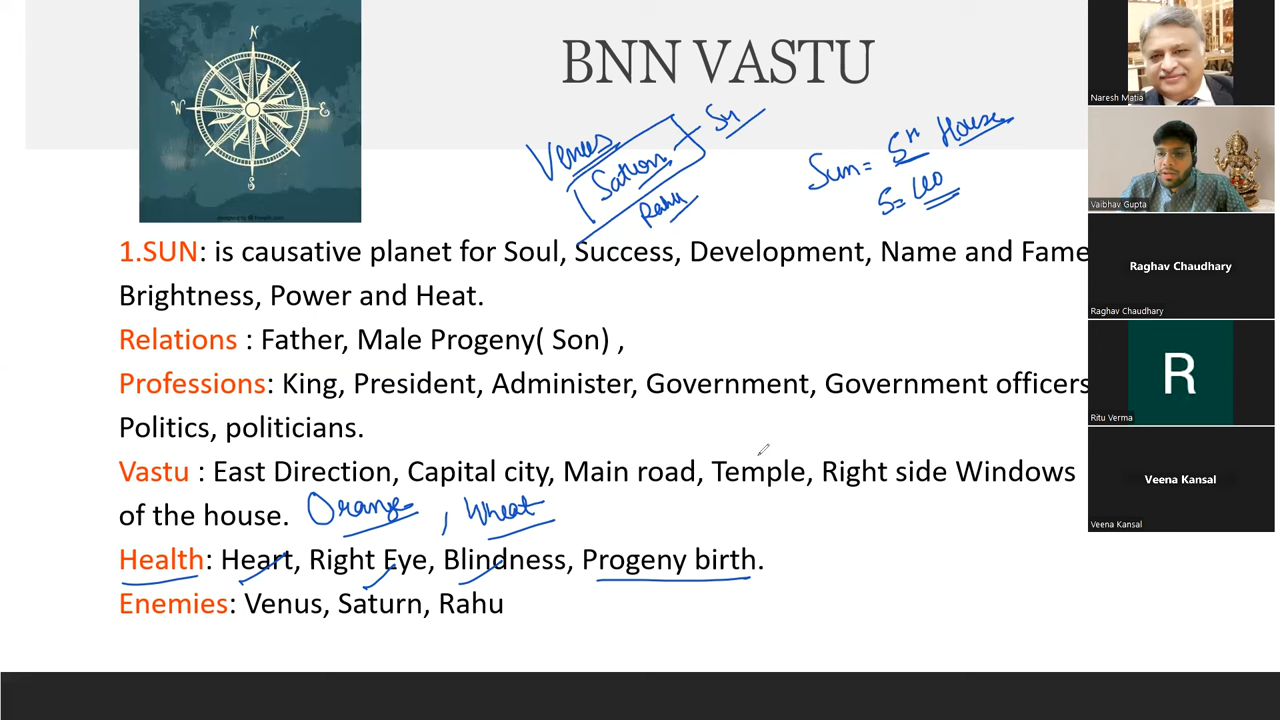 BNN VASTU
N
W
E
S
Venus
Saturn
Rahu
Su
Sun = 5th House
5 = Leo
1.SUN: is causative planet for Soul, Success, Development, Name and Fame
Brightness, Power and Heat.
Relations : Father, Male Progeny( Son) ,
Professions: King, President, Administer, Government, Government officers
Politics, politicians.
Vastu : East Direction, Capital city, Main road, Temple, Right side Windows
of the house. Orange , Wheat
Health: Heart, Right Eye, Blindness, Progeny birth.
Enemies: Venus, Saturn, Rahu
Naresh Matia
Vaibhav Gupta
Raghav Chaudhary
Raghav Chaudhary
R
Ritu Verma
Veena Kansal
Veena Kansal